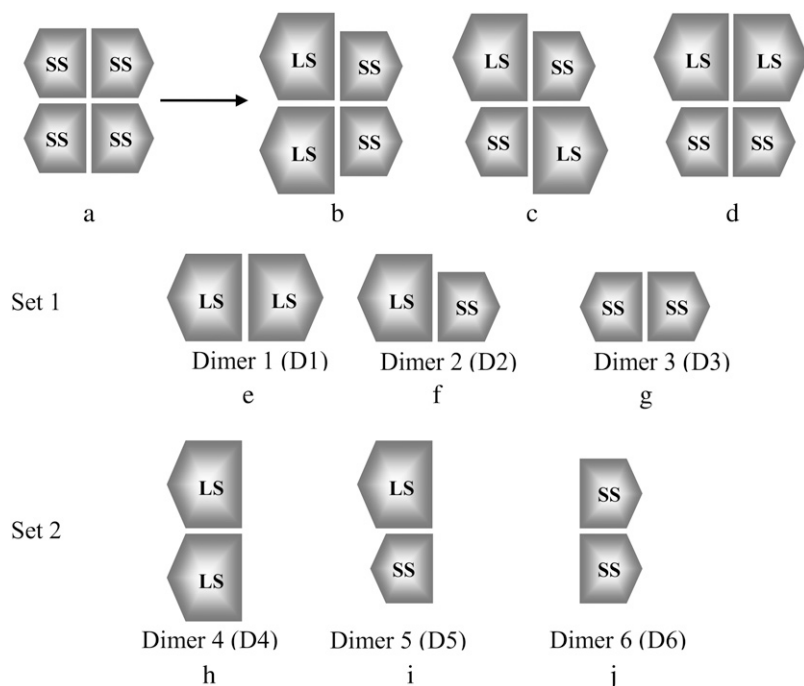 SS SS LS SS LS SS LS LS
SS SS LS SS SS LS SS SS
a b c d
Set 1
LS LS LS SS SS SS
Dimer 1 (D1) Dimer 2 (D2) Dimer 3 (D3)
e f g
Set 2
LS LS SS
LS SS SS
Dimer 4 (D4) Dimer 5 (D5) Dimer 6 (D6)
h i j